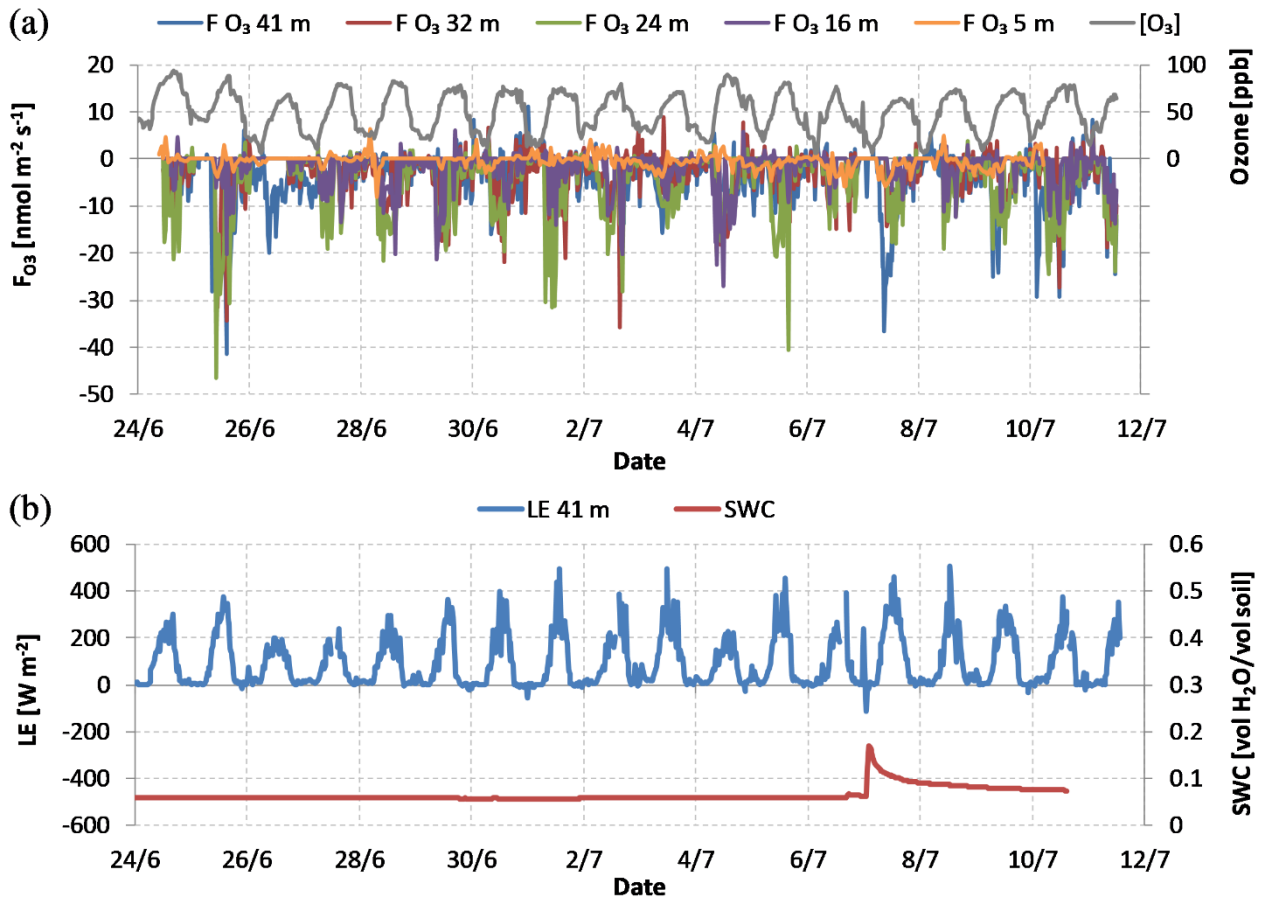 (a)
F O₃ 41 m F O₃ 32 m F O₃ 24 m F O₃ 16 m F O₃ 5 m [O₃]
F_O3 [nmol m⁻² s⁻¹]
20
10
0
-10
-20
-30
-40
-50
Ozone [ppb]
100
50
0
24/6 26/6 28/6 30/6 2/7 4/7 6/7 8/7 10/7 12/7
Date
(b)
LE 41 m SWC
LE [W m⁻²]
600
400
200
0
-200
-400
-600
SWC [vol H₂O/vol soil]
0.6
0.5
0.4
0.3
0.2
0.1
0
24/6 26/6 28/6 30/6 2/7 4/7 6/7 8/7 10/7 12/7
Date